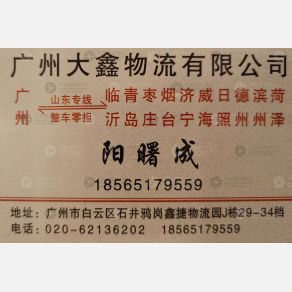 广州大鑫物流有限公司
广州 山东专线 整车零担
临青枣烟济威日德滨菏
沂岛庄台宁海照州州泽
阳曙成
18565179559
地址：广州市白云区石井鸦岗鑫捷物流园J栋29-34档
电话：020-62136202 18565179559